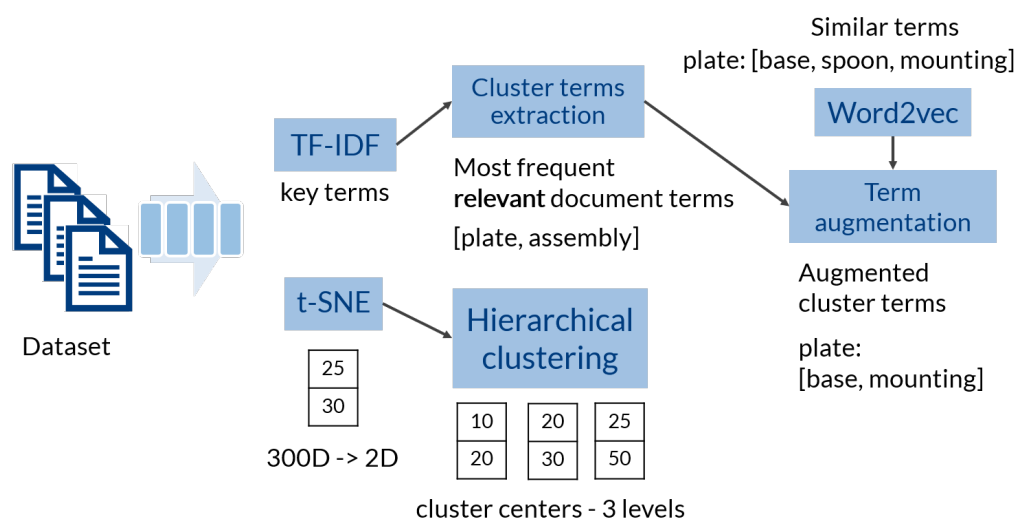 Similar terms
plate: [base, spoon, mounting]
Cluster terms
extraction
Word2vec
TF-IDF
key terms
Most frequent
relevant document terms
[plate, assembly]
Term
augmentation
Augmented
cluster terms
plate:
[base, mounting]
Dataset
t-SNE
25
30
300D -> 2D
Hierarchical
clustering
10
20
20
30
25
50
cluster centers - 3 levels